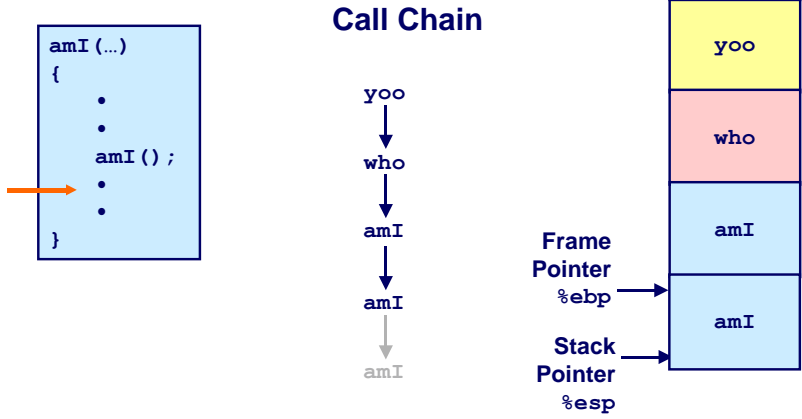 Call Chain
amI(…)
{
•
•
amI();
•
•
}
yoo
who
amI
amI
amI
Frame
Pointer
%ebp
Stack
Pointer
%esp
yoo
who
amI
amI